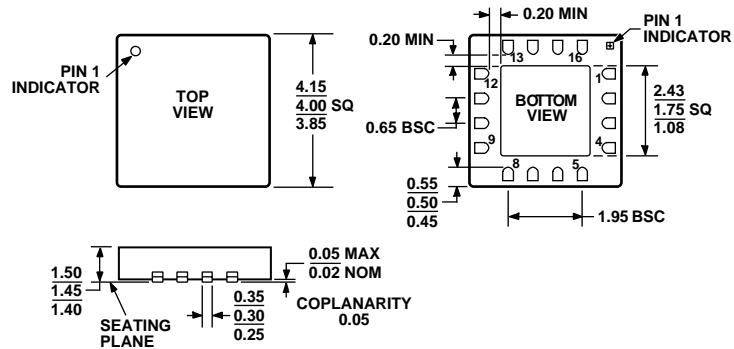 PIN 1
INDICATOR
TOP
VIEW
4.15
4.00 SQ
3.85
0.20 MIN
0.20 MIN
PIN 1
INDICATOR
13
16
12
1
BOTTOM
VIEW
2.43
1.75 SQ
1.08
0.65 BSC
9
4
8
5
0.55
0.50
0.45
1.95 BSC
1.50
1.45
1.40
SEATING
PLANE
0.35
0.30
0.25
0.05 MAX
0.02 NOM
COPLANARITY
0.05